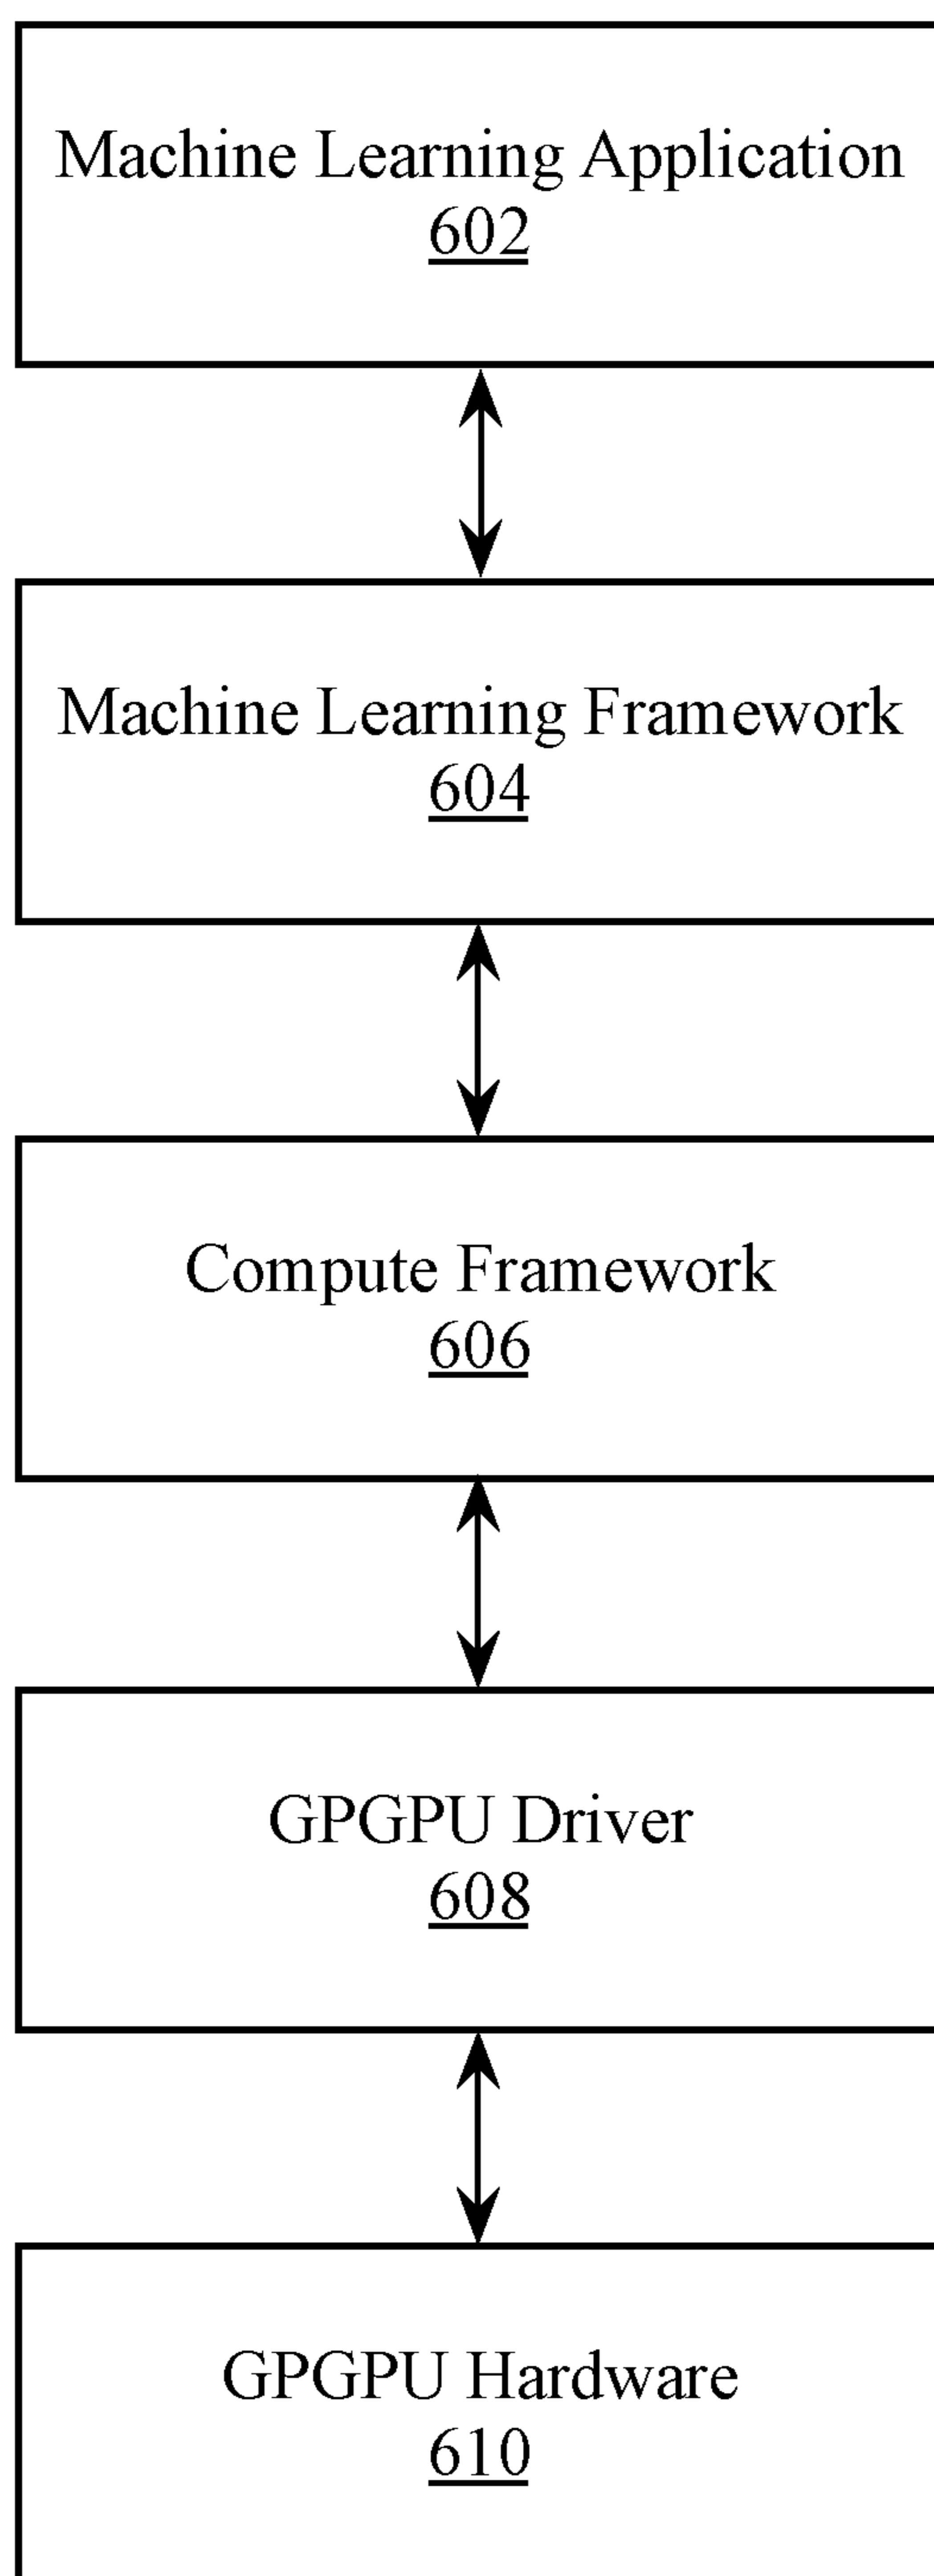 Machine Learning Application
602
Machine Learning Framework
604
Compute Framework
606
GPGPU Driver
608
GPGPU Hardware
610